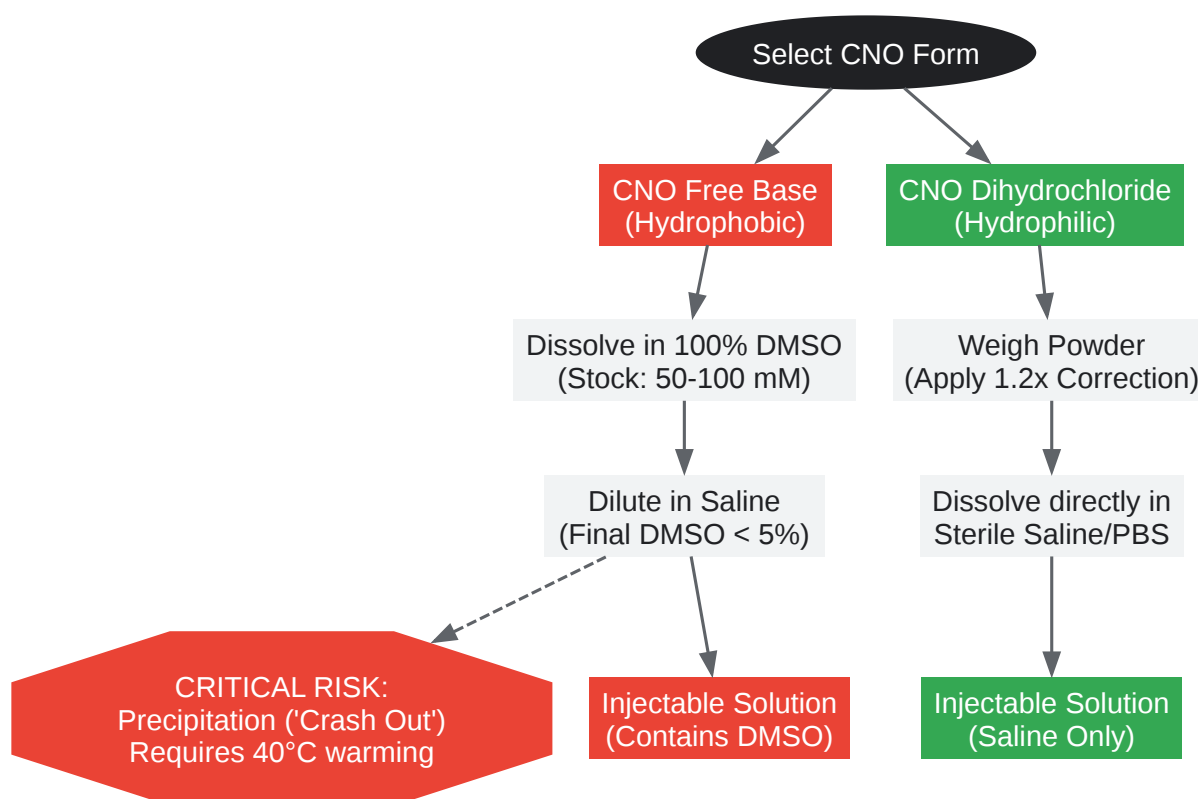 Select CNO Form
CNO Free Base
(Hydrophobic)
CNO Dihydrochloride
(Hydrophilic)
Dissolve in 100% DMSO
(Stock: 50-100 mM)
Weigh Powder
(Apply 1.2x Correction)
Dilute in Saline
(Final DMSO < 5%)
Dissolve directly in
Sterile Saline/PBS
CRITICAL RISK:
Precipitation ('Crash Out')
Requires 40°C warming
Injectable Solution
(Contains DMSO)
Injectable Solution
(Saline Only)